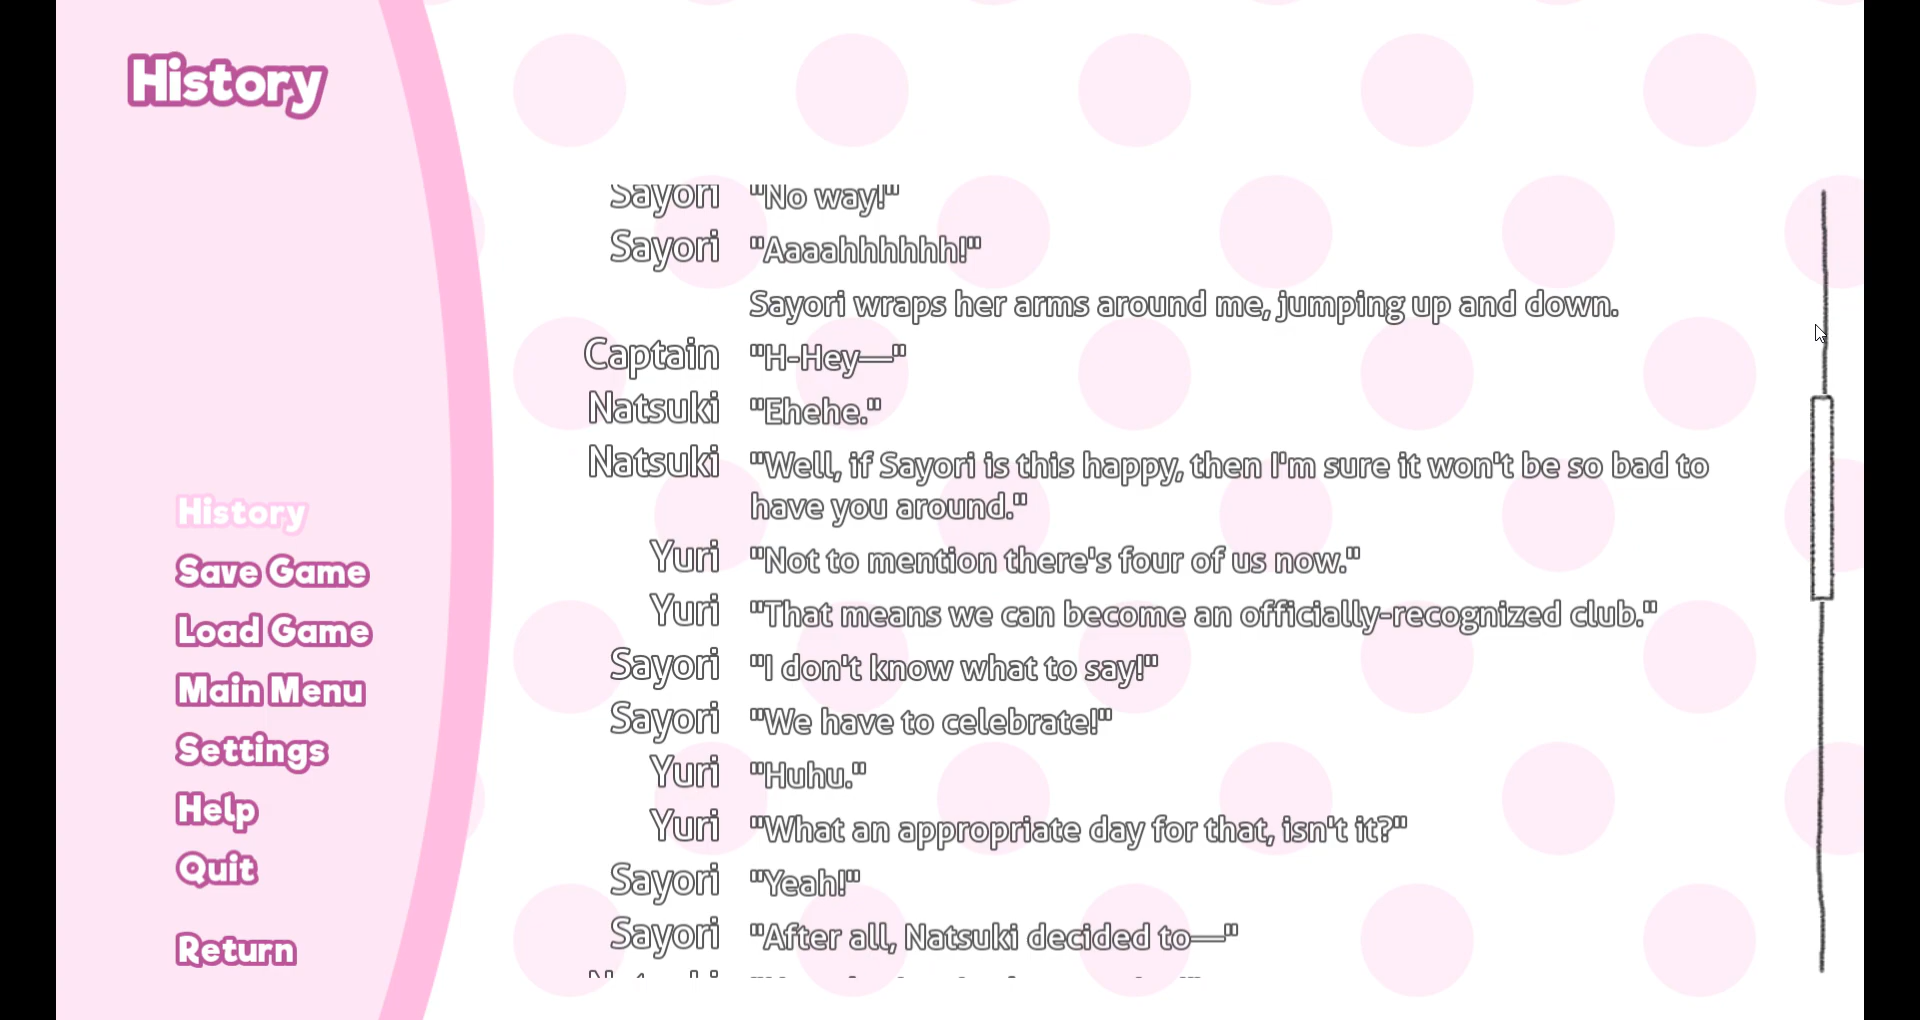 History
Sayori "No way!"
Sayori "Aaaahhhhhhh!"
Sayori wraps her arms around me, jumping up and down.
Captain "H-Hey—"
Natsuki "Ehehe."
Natsuki "Well, if Sayori is this happy, then I'm sure it won't be so bad to
have you around."
Yuri "Not to mention there's four of us now."
Yuri "That means we can become an officially-recognized club."
Sayori "I don't know what to say!"
Sayori "We have to celebrate!"
Yuri "Huhu."
Yuri "What an appropriate day for that, isn't it?"
Sayori "Yeah!"
Sayori "After all, Natsuki decided to—"
History
Save Game
Load Game
Main Menu
Settings
Help
Quit
Return